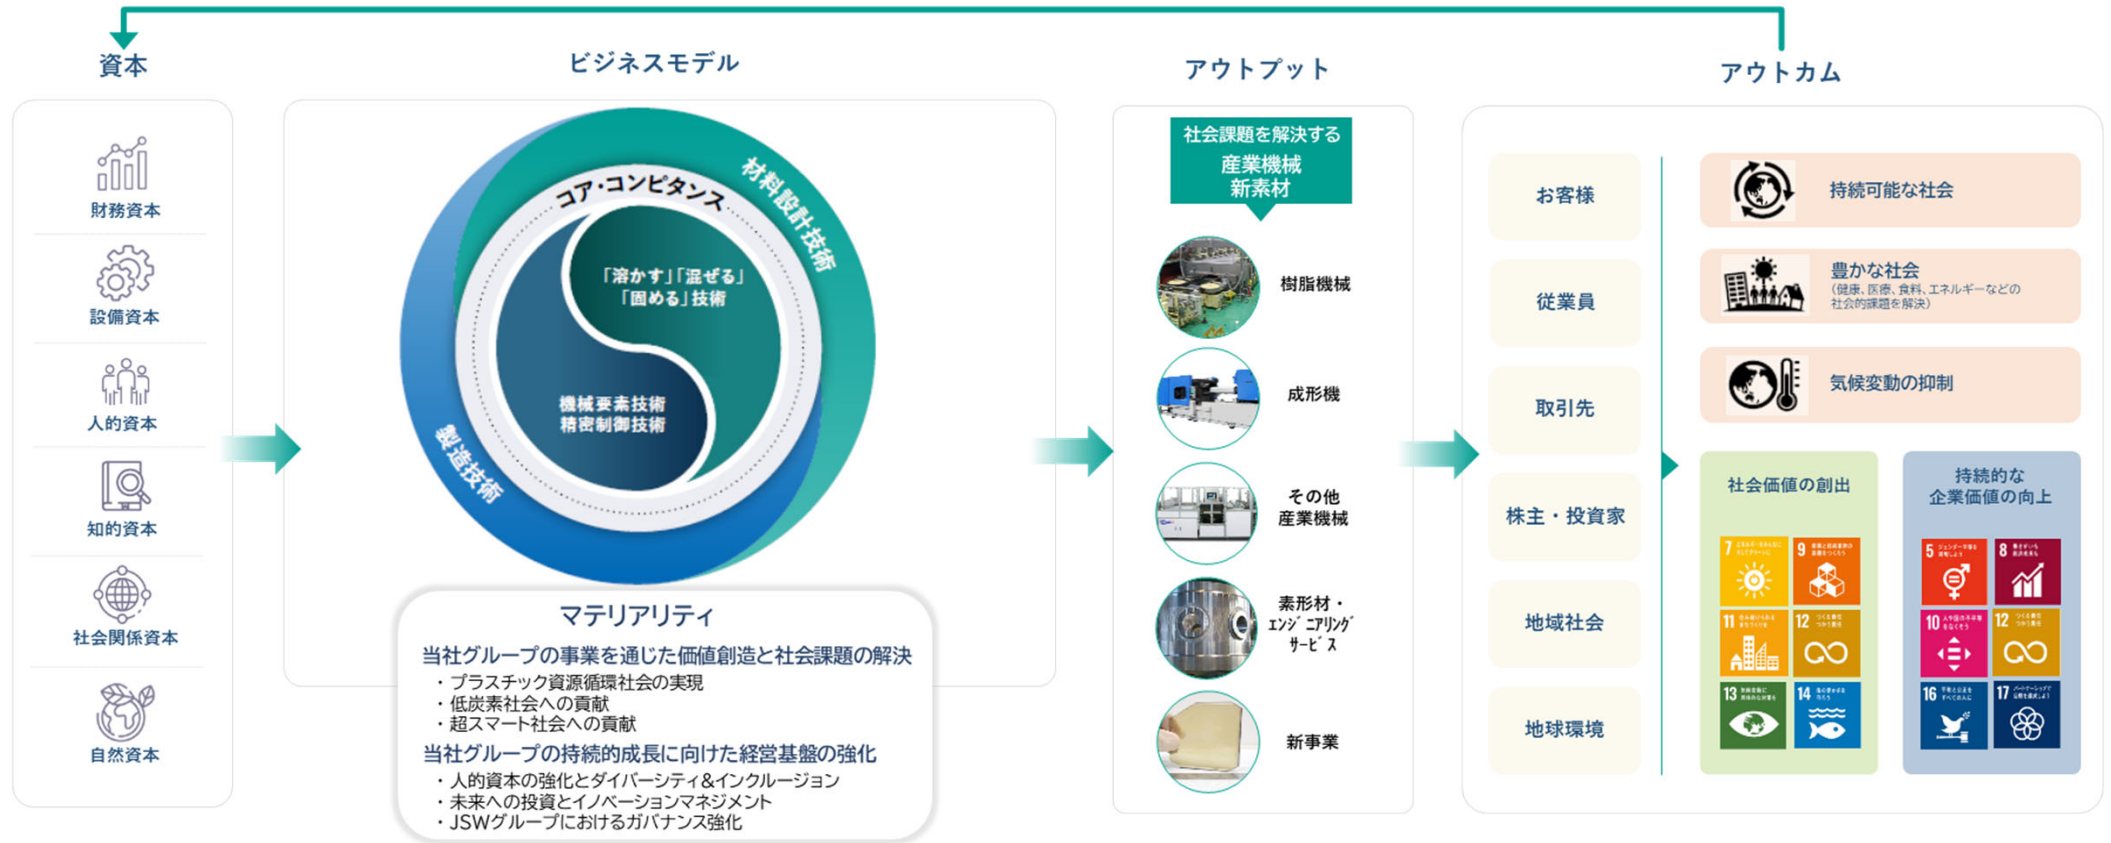 資本
財務資本
設備資本
人的資本
知的資本
社会関係資本
自然資本
ビジネスモデル
材料設計技術
コア・コンピタンス
「溶かす」「混ぜる」
「固める」技術
機械要素技術
精密制御技術
製造技術
マテリアリティ
当社グループの事業を通じた価値創造と社会課題の解決
・プラスチック資源循環社会の実現
・低炭素社会への貢献
・超スマート社会への貢献
当社グループの持続的成長に向けた経営基盤の強化
・人的資本の強化とダイバーシティ&インクルージョン
・未来への投資とイノベーションマネジメント
・JSWグループにおけるガバナンス強化
アウトプット
社会課題を解決する
産業機械
新素材
樹脂機械
成形機
その他
産業機械
素形材・
ｴﾝｼﾞﾆｱﾘﾝｸﾞ
ｻｰﾋﾞｽ
新事業
アウトカム
お客様
従業員
取引先
株主・投資家
地域社会
地球環境
持続可能な社会
豊かな社会
（健康、医療、食料、エネルギーなどの
社会的課題を解決）
気候変動の抑制
社会価値の創出
7
9
11
12
13
14
持続的な
企業価値の向上
5
8
10
12
16
17